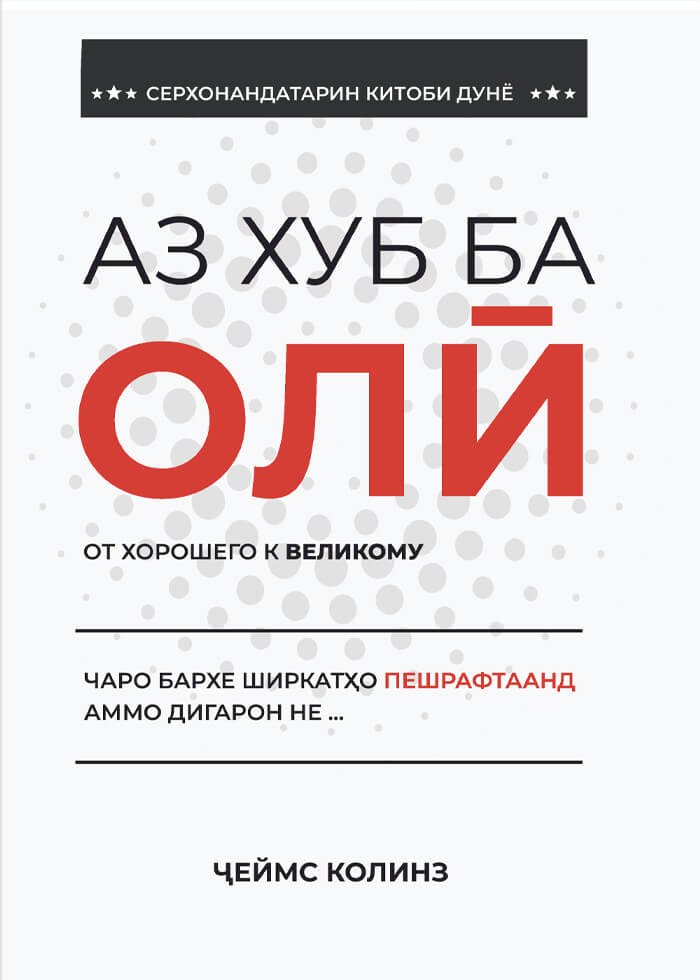 ★★★ СЕРХОНАНДАТАРИН КИТОБИ ДУНЁ ★★★
АЗ ХУБ БА
ОЛӢ
ОТ ХОРОШЕГО К ВЕЛИКОМУ
ЧАРО БАРХЕ ШИРКАТҲО ПЕШРАФТААНД
АММО ДИГАРОН НЕ ...
ҶЕЙМС КОЛИНЗ